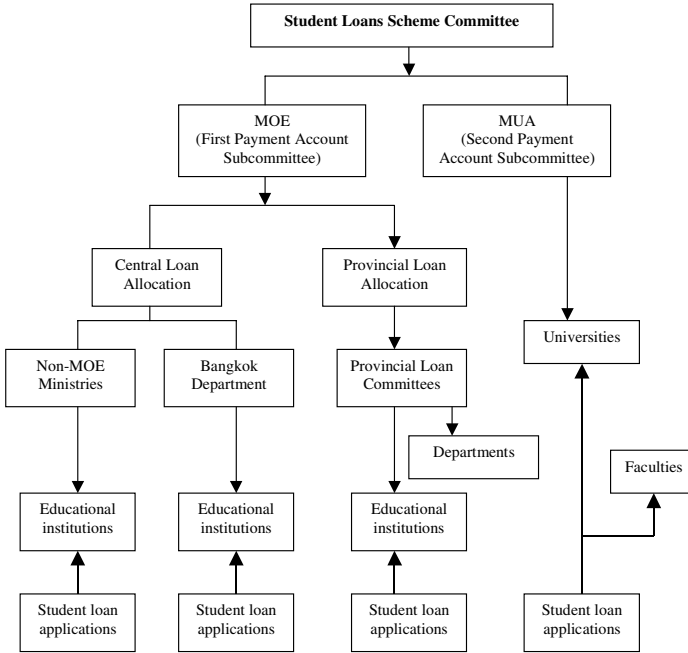 Student Loans Scheme Committee
MOE
(First Payment Account
Subcommittee)
MUA
(Second Payment
Account Subcommittee)
Central Loan
Allocation
Provincial Loan
Allocation
Universities
Non-MOE
Ministries
Bangkok
Department
Provincial Loan
Committees
Departments
Faculties
Educational
institutions
Educational
institutions
Educational
institutions
Student loan
applications
Student loan
applications
Student loan
applications
Student loan
applications